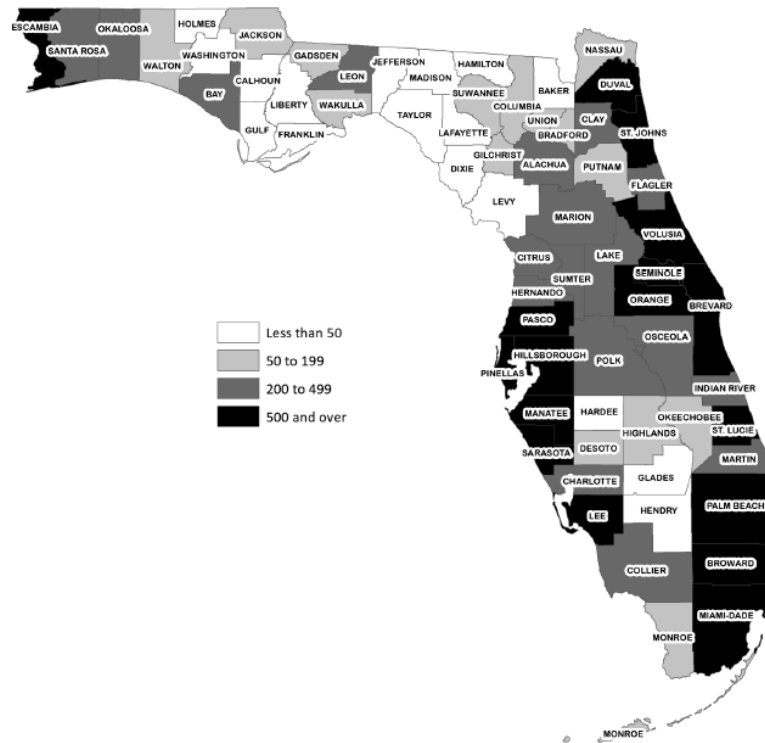 ESCAMBIA
OKALOOSA
HOLMES
JACKSON
SANTA ROSA
WALTON
WASHINGTON
BAY
CALHOUN
GADSDEN
LEON
JEFFERSON
MADISON
HAMILTON
NASSAU
DUVAL
BAKER
LIBERTY
WAKULLA
TAYLOR
SUWANNEE
COLUMBIA
UNION
BRADFORD
CLAY
ST. JOHNS
GULF
FRANKLIN
LAFAYETTE
GILCHRIST
ALACHUA
PUTNAM
DIXIE
FLAGLER
LEVY
MARION
VOLUSIA
CITRUS
LAKE
SUMTER
SEMINOLE
HERNANDO
ORANGE
BREVARD
PASCO
OSCEOLA
HILLSBOROUGH
POLK
PINELLAS
INDIAN RIVER
MANATEE
HARDEE
OKEECHOBEE
ST. LUCIE
HIGHLANDS
SARASOTA
DESOTO
MARTIN
CHARLOTTE
GLADES
LEE
HENDRY
PALM BEACH
BROWARD
COLLIER
MIAMI-DADE
MONROE
MONROE
Less than 50
50 to 199
200 to 499
500 and over